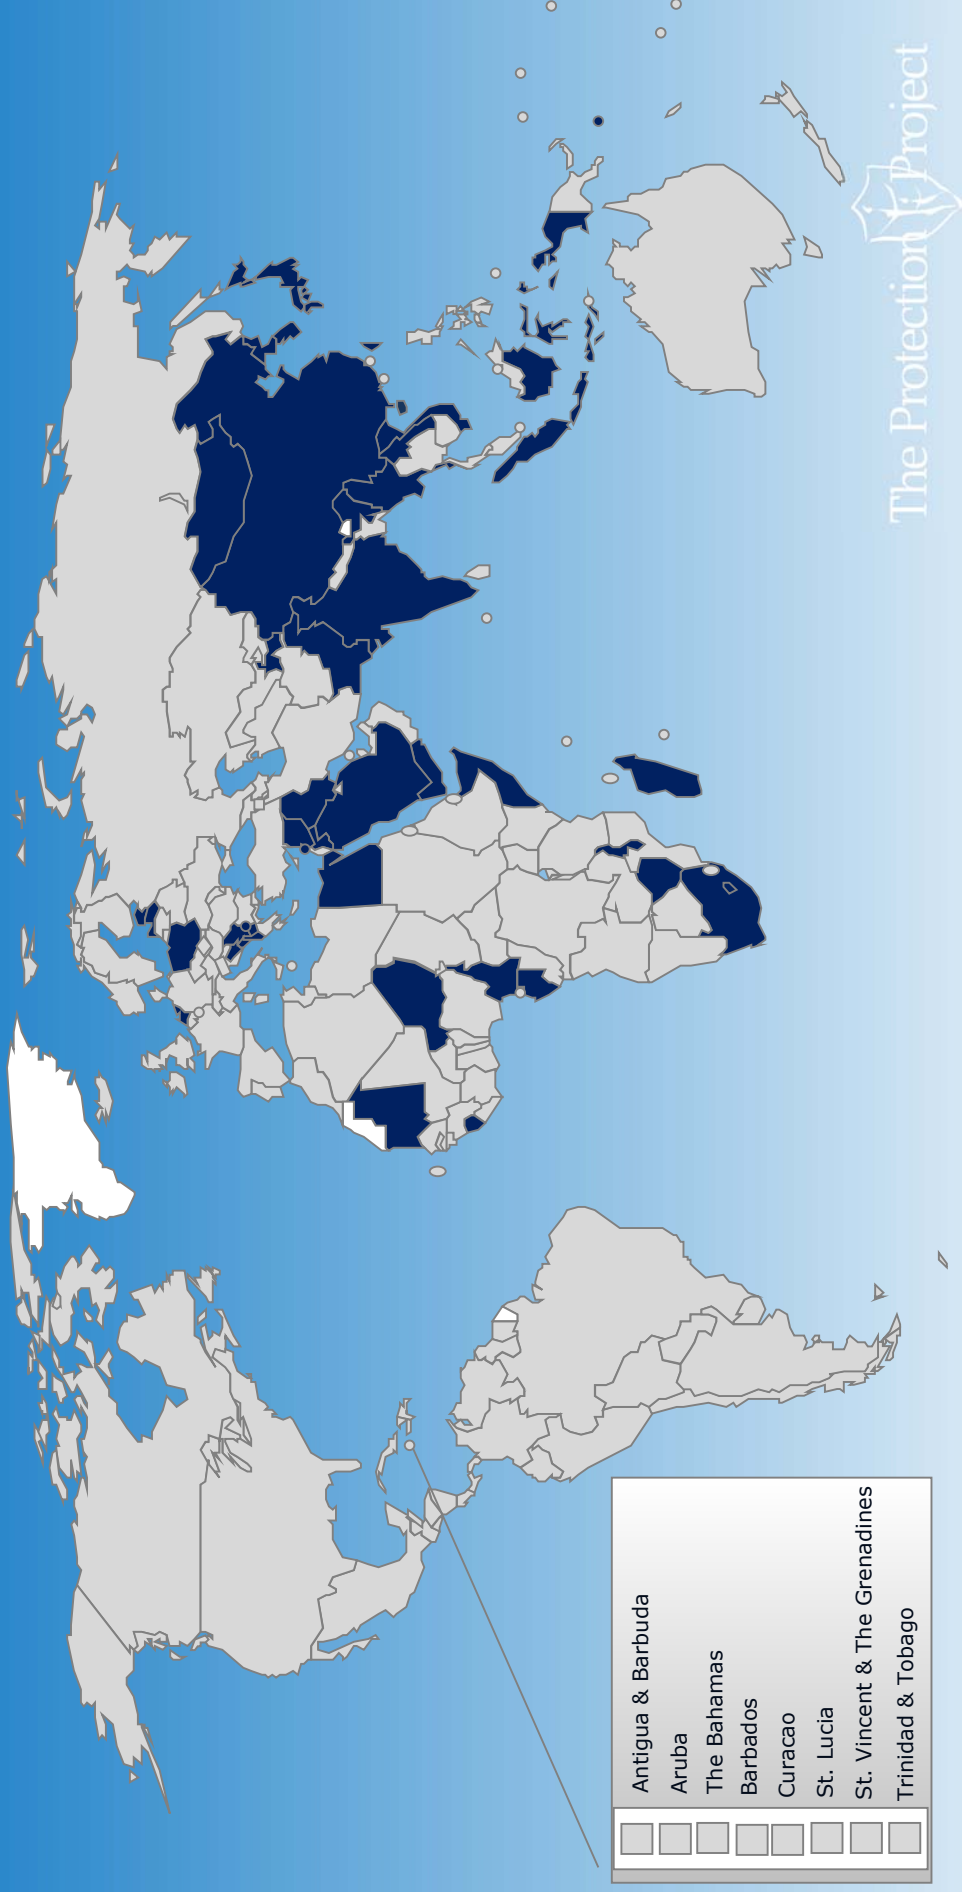 The Protection Project
Antigua & Barbuda
Aruba
The Bahamas
Barbados
Curacao
St. Lucia
St. Vincent & The Grenadines
Trinidad & Tobago